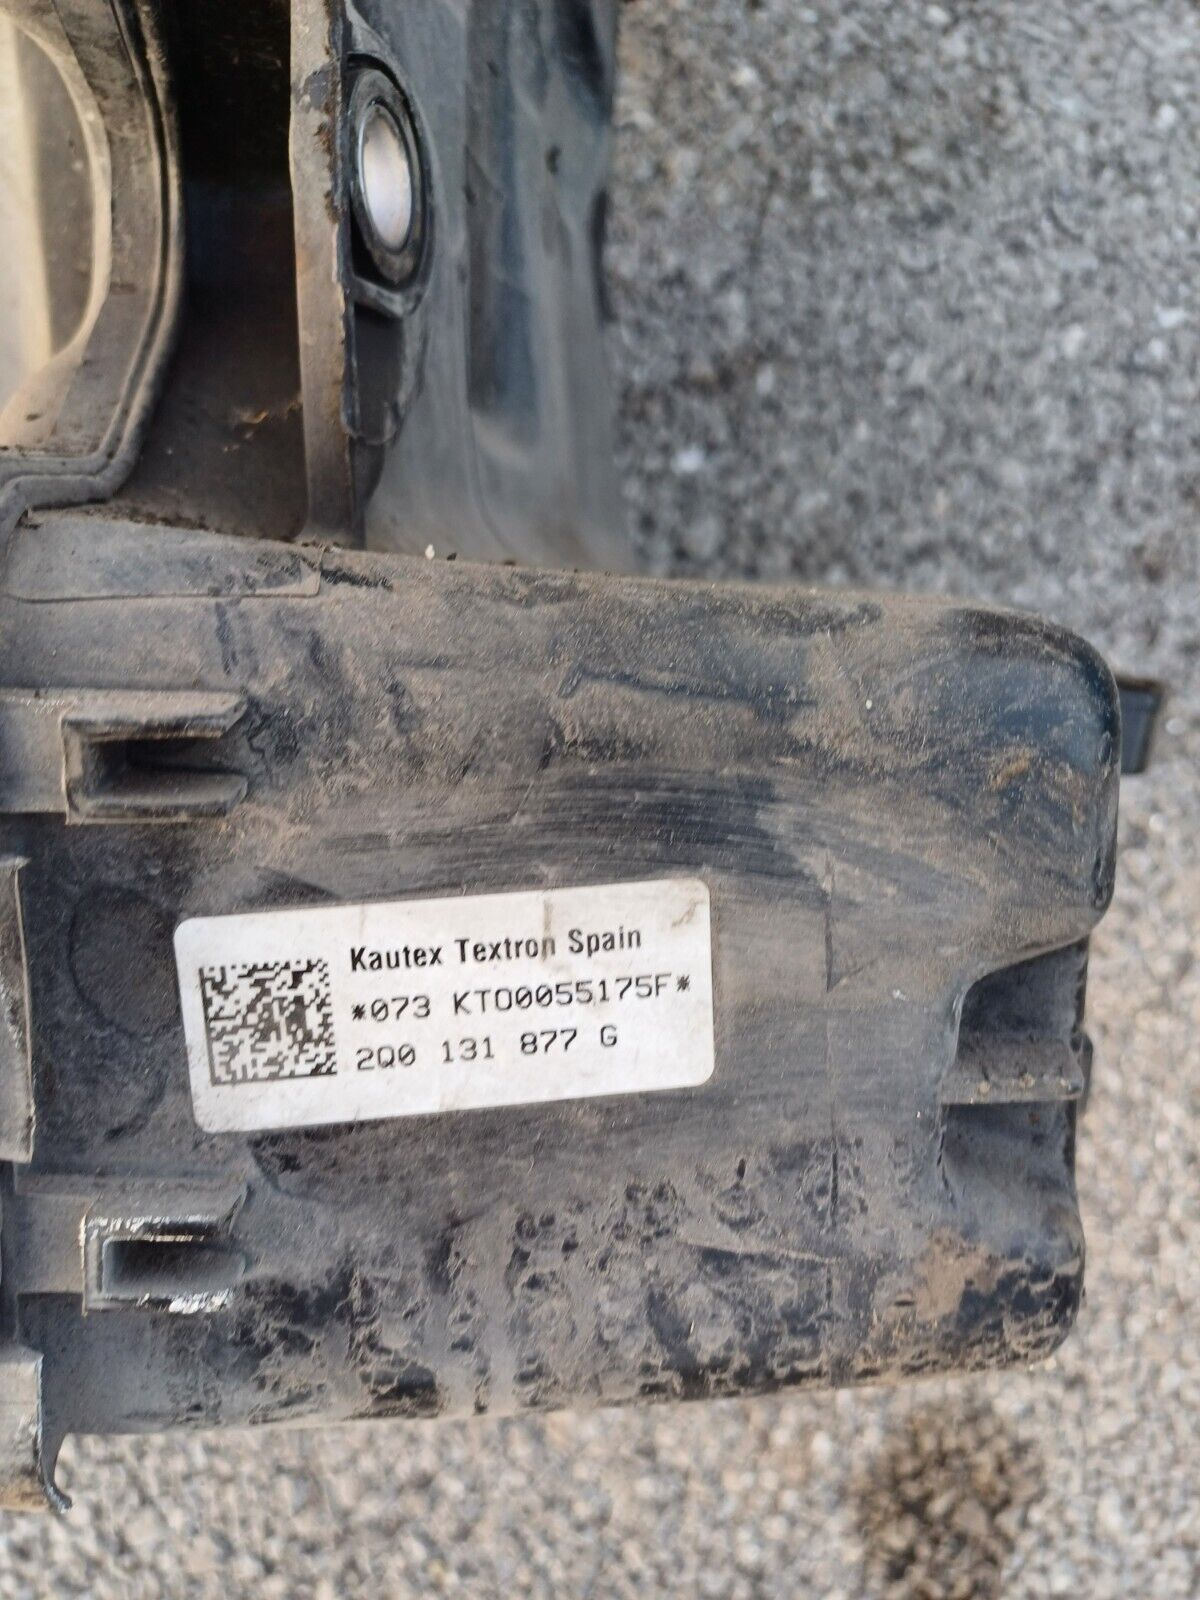 Kautex Textron Spain
*073 KT00055175F*
2Q0 131 877 G